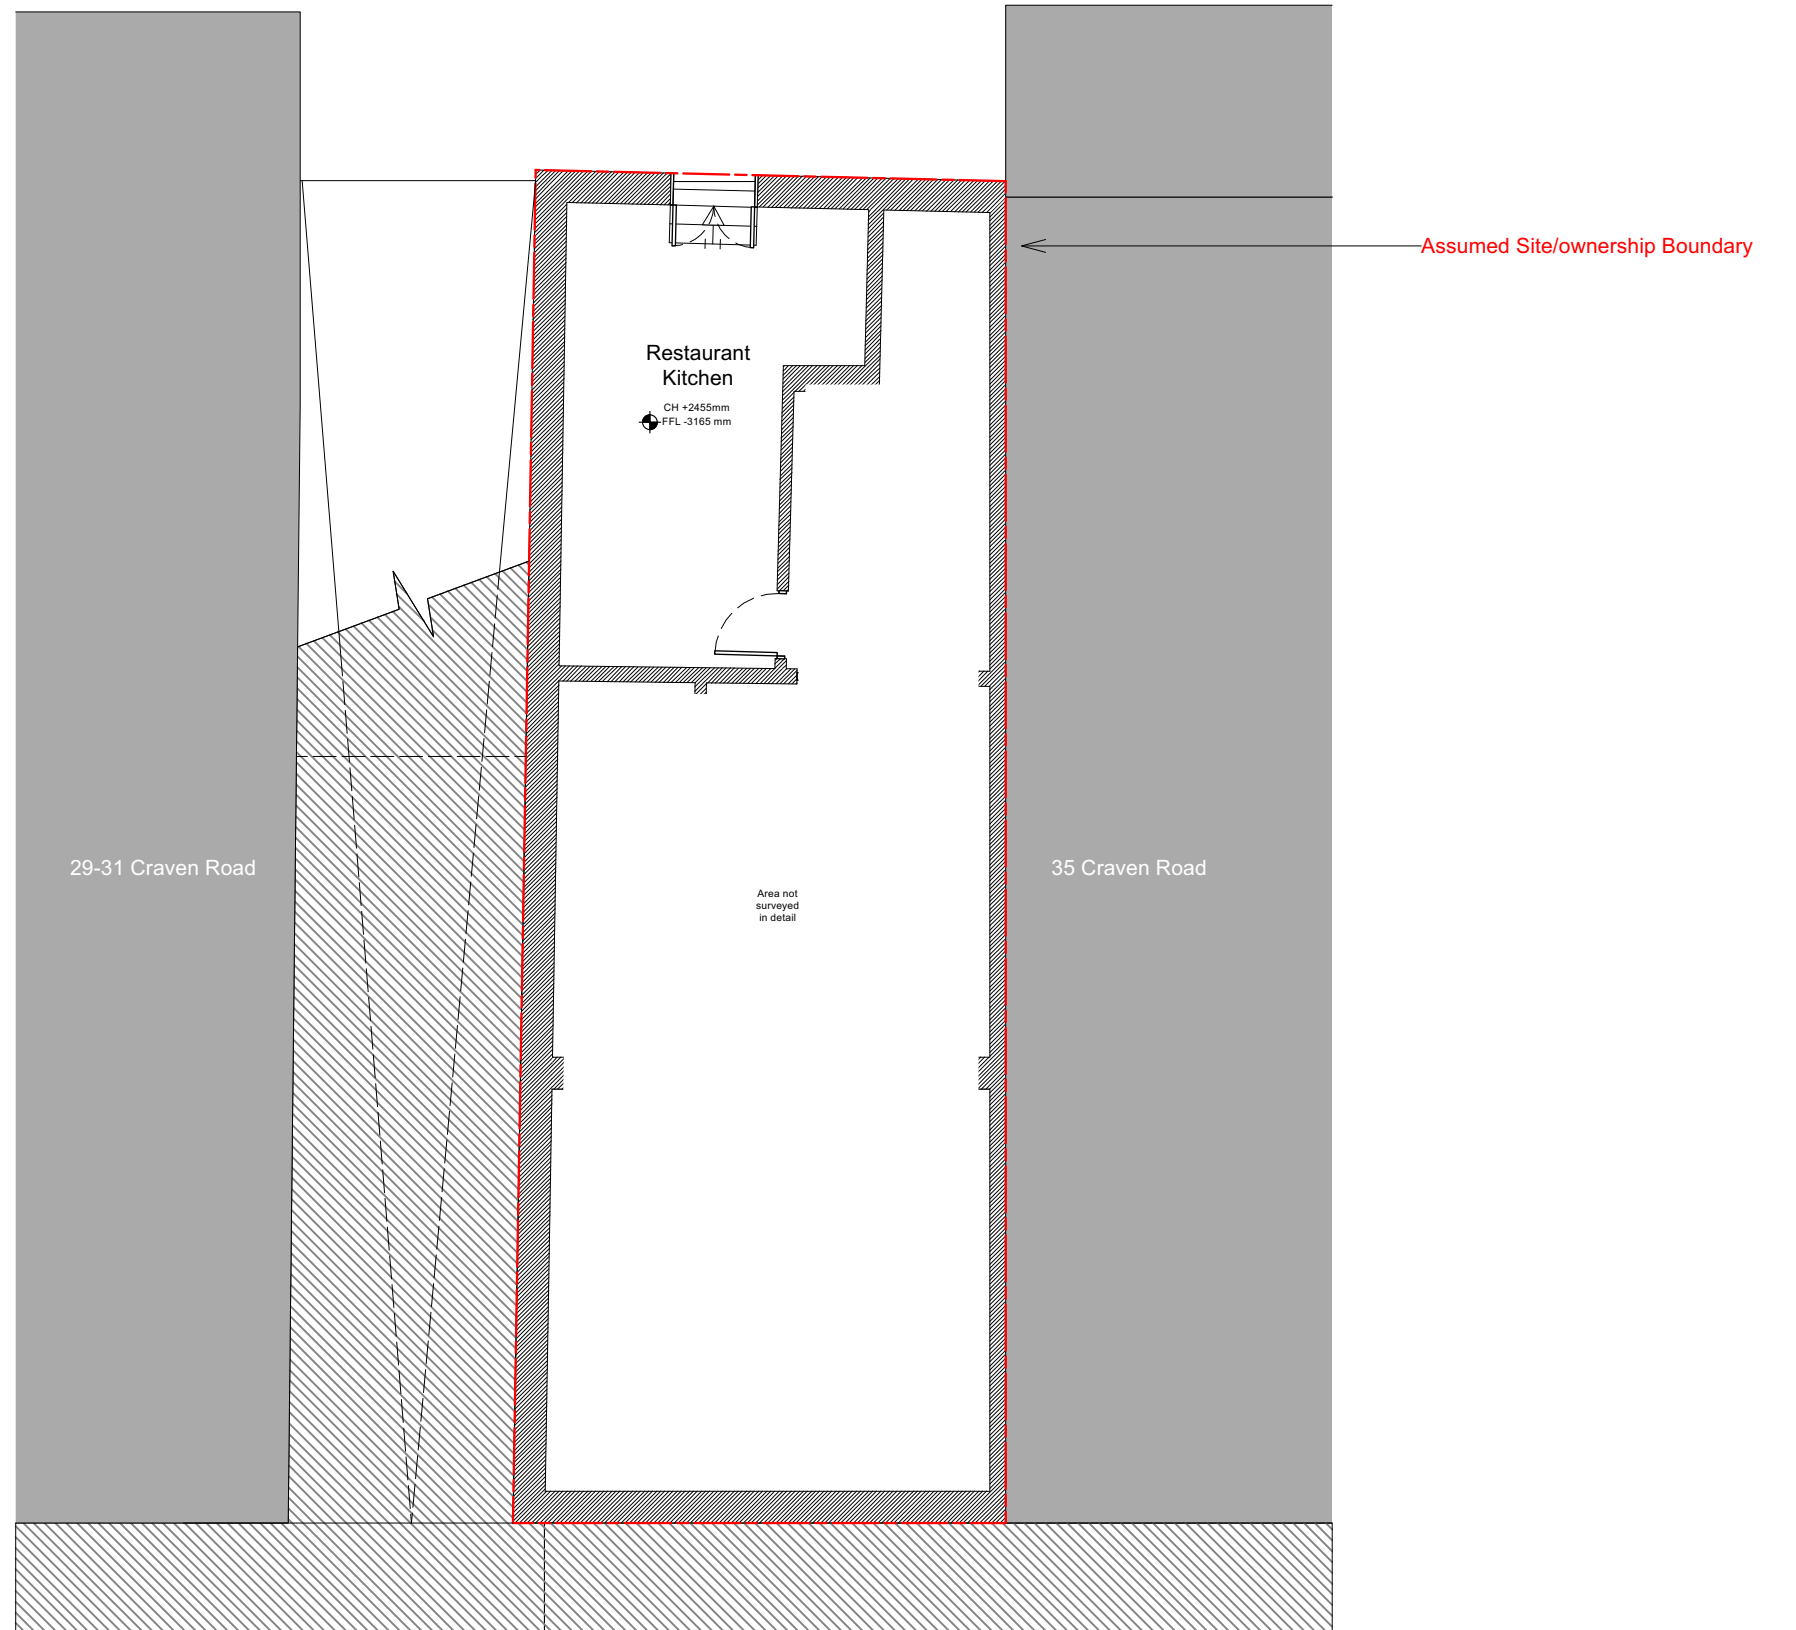 Assumed Site/ownership Boundary
Restaurant
Kitchen
CH +2455mm
FFL -3165 mm
29-31 Craven Road
35 Craven Road
Area not
surveyed
in detail